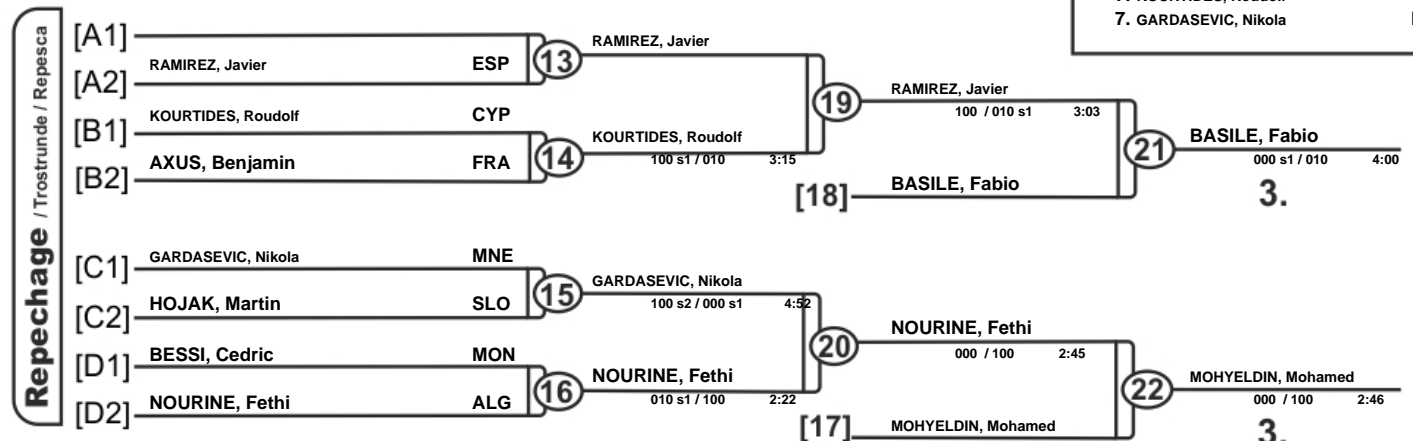 7. GARDASEVIC, Nikola
Repechage / Trostrunde / Repesca
[A1]
RAMIREZ, Javier ESP
[A2]
13
RAMIREZ, Javier
KOURTIDES, Roudolf CYP
[B1]
AXUS, Benjamin FRA
[B2]
14
KOURTIDES, Roudolf
100 s1 / 010 3:15
19
RAMIREZ, Javier
100 / 010 s1 3:03
[18]
BASILE, Fabio
21
BASILE, Fabio
000 s1 / 010 4:00
3.
[C1]
GARDASEVIC, Nikola MNE
[C2]
HOJAK, Martin SLO
15
GARDASEVIC, Nikola
100 s2 / 000 s1 4:52
[D1]
BESSI, Cedric MON
[D2]
NOURINE, Fethi ALG
16
NOURINE, Fethi
010 s1 / 100 2:22
20
NOURINE, Fethi
000 / 100 2:45
[17]
MOHYELDIN, Mohamed
22
MOHYELDIN, Mohamed
000 / 100 2:46
3.